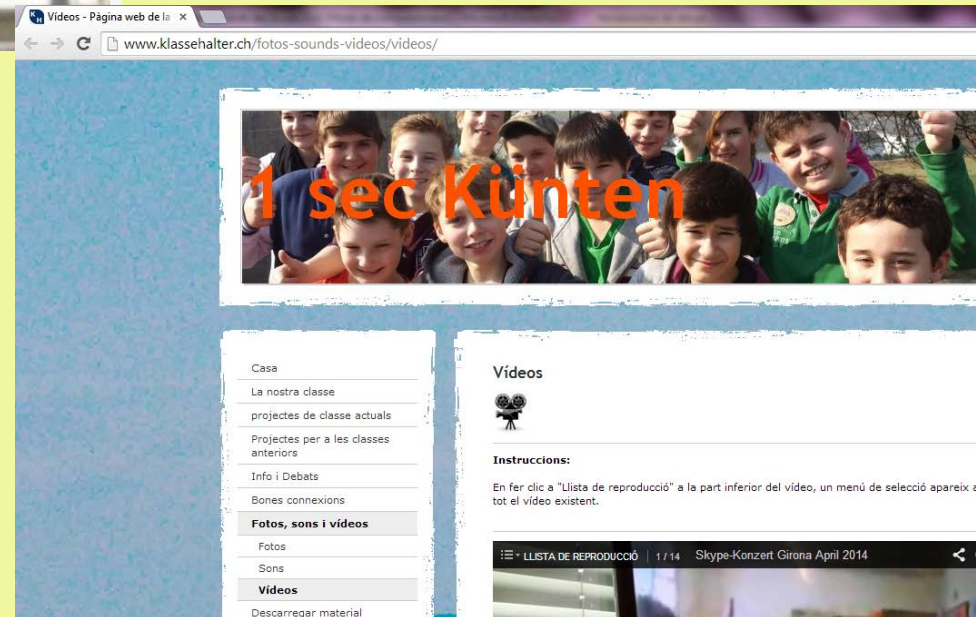 Vídeos - Pàgina web de la
www.klassehalter.ch/fotos-sounds-videos/videos/
1 sec Künten
Casa
La nostra classe
projectes de classe actuals
Projectes per a les classes
anteriors
Info i Debats
Bones connexions
Fotos, sons i vídeos
Fotos
Sons
Vídeos
Descarregar material
Vídeos
Instruccions:
En fer clic a "Llista de reproducció" a la part inferior del vídeo, un menú de selecció apareix a
tot el vídeo existent.
LLISTA DE REPRODUCCIÓ 1 / 14 Skype-Konzert Girona April 2014